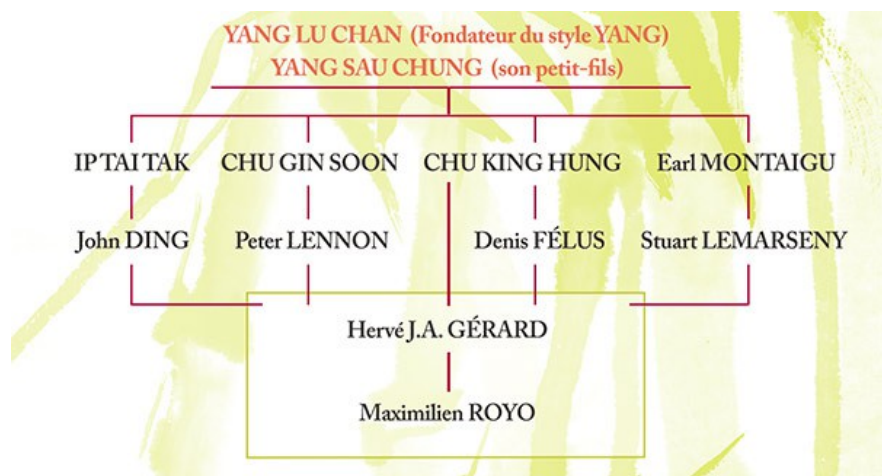 YANG LU CHAN (Fondateur du style YANG)
YANG SAU CHUNG (son petit-fils)
IP TAI TAK CHU GIN SOON CHU KING HUNG Earl MONTAIGU
John DING Peter LENNON Denis FÉLUS Stuart LEMARSENY
Hervé J.A. GÉRARD
Maximilien ROYO